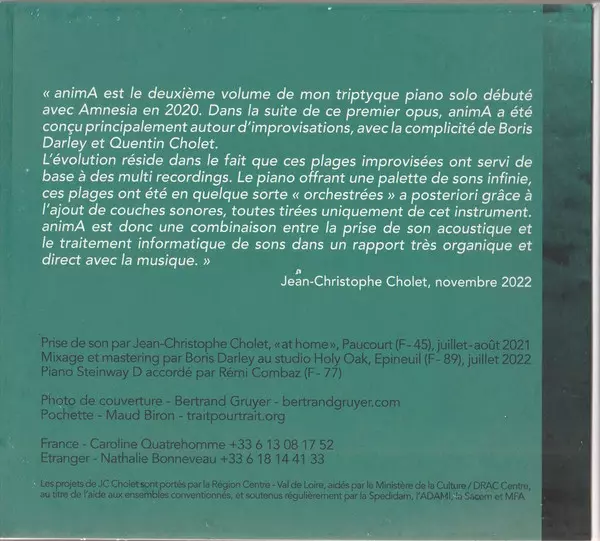 « animA est le deuxième volume de mon triptyque piano solo débuté
avec Amnesia en 2020. Dans la suite de ce premier opus, animA a été
conçu principalement autour d'improvisations, avec la complicité de Boris
Darley et Quentin Cholet.
L'évolution réside dans le fait que ces plages improvisées ont servi de
base à des multi recordings. Le piano offrant une palette de sons infinie,
ces plages ont été en quelque sorte « orchestrées » a posteriori grâce à
l'ajout de couches sonores, toutes tirées uniquement de cet instrument.
animA est donc une combinaison entre la prise de son acoustique et
le traitement informatique de sons dans un rapport très organique et
direct avec la musique. »
Jean-Christophe Cholet, novembre 2022
Prise de son par Jean-Christophe Cholet, «at home», Paucourt (F- 45), juillet-août 2021
Mixage et mastering par Boris Darley au studio Holy Oak, Epineuil (F- 89), juillet 2022
Piano Steinway D accordé par Rémi Combaz (F- 77)
Photo de couverture - Bertrand Gruyer - bertrandgruyer.com
Pochette - Maud Biron - traitpourtrait.org
France - Caroline Quatrehomme +33 6 13 08 17 52
Etranger - Nathalie Bonneveau +33 6 18 14 41 33
Les projets de JC Cholet sont portés par la Région Centre - Val de Loire, aidés par le Ministère de la Culture / DRAC Centre,
au titre de l'aide aux ensembles conventionnés, et soutenus régulièrement par la Spedidam, l'ADAMI, la Sacem et MFA